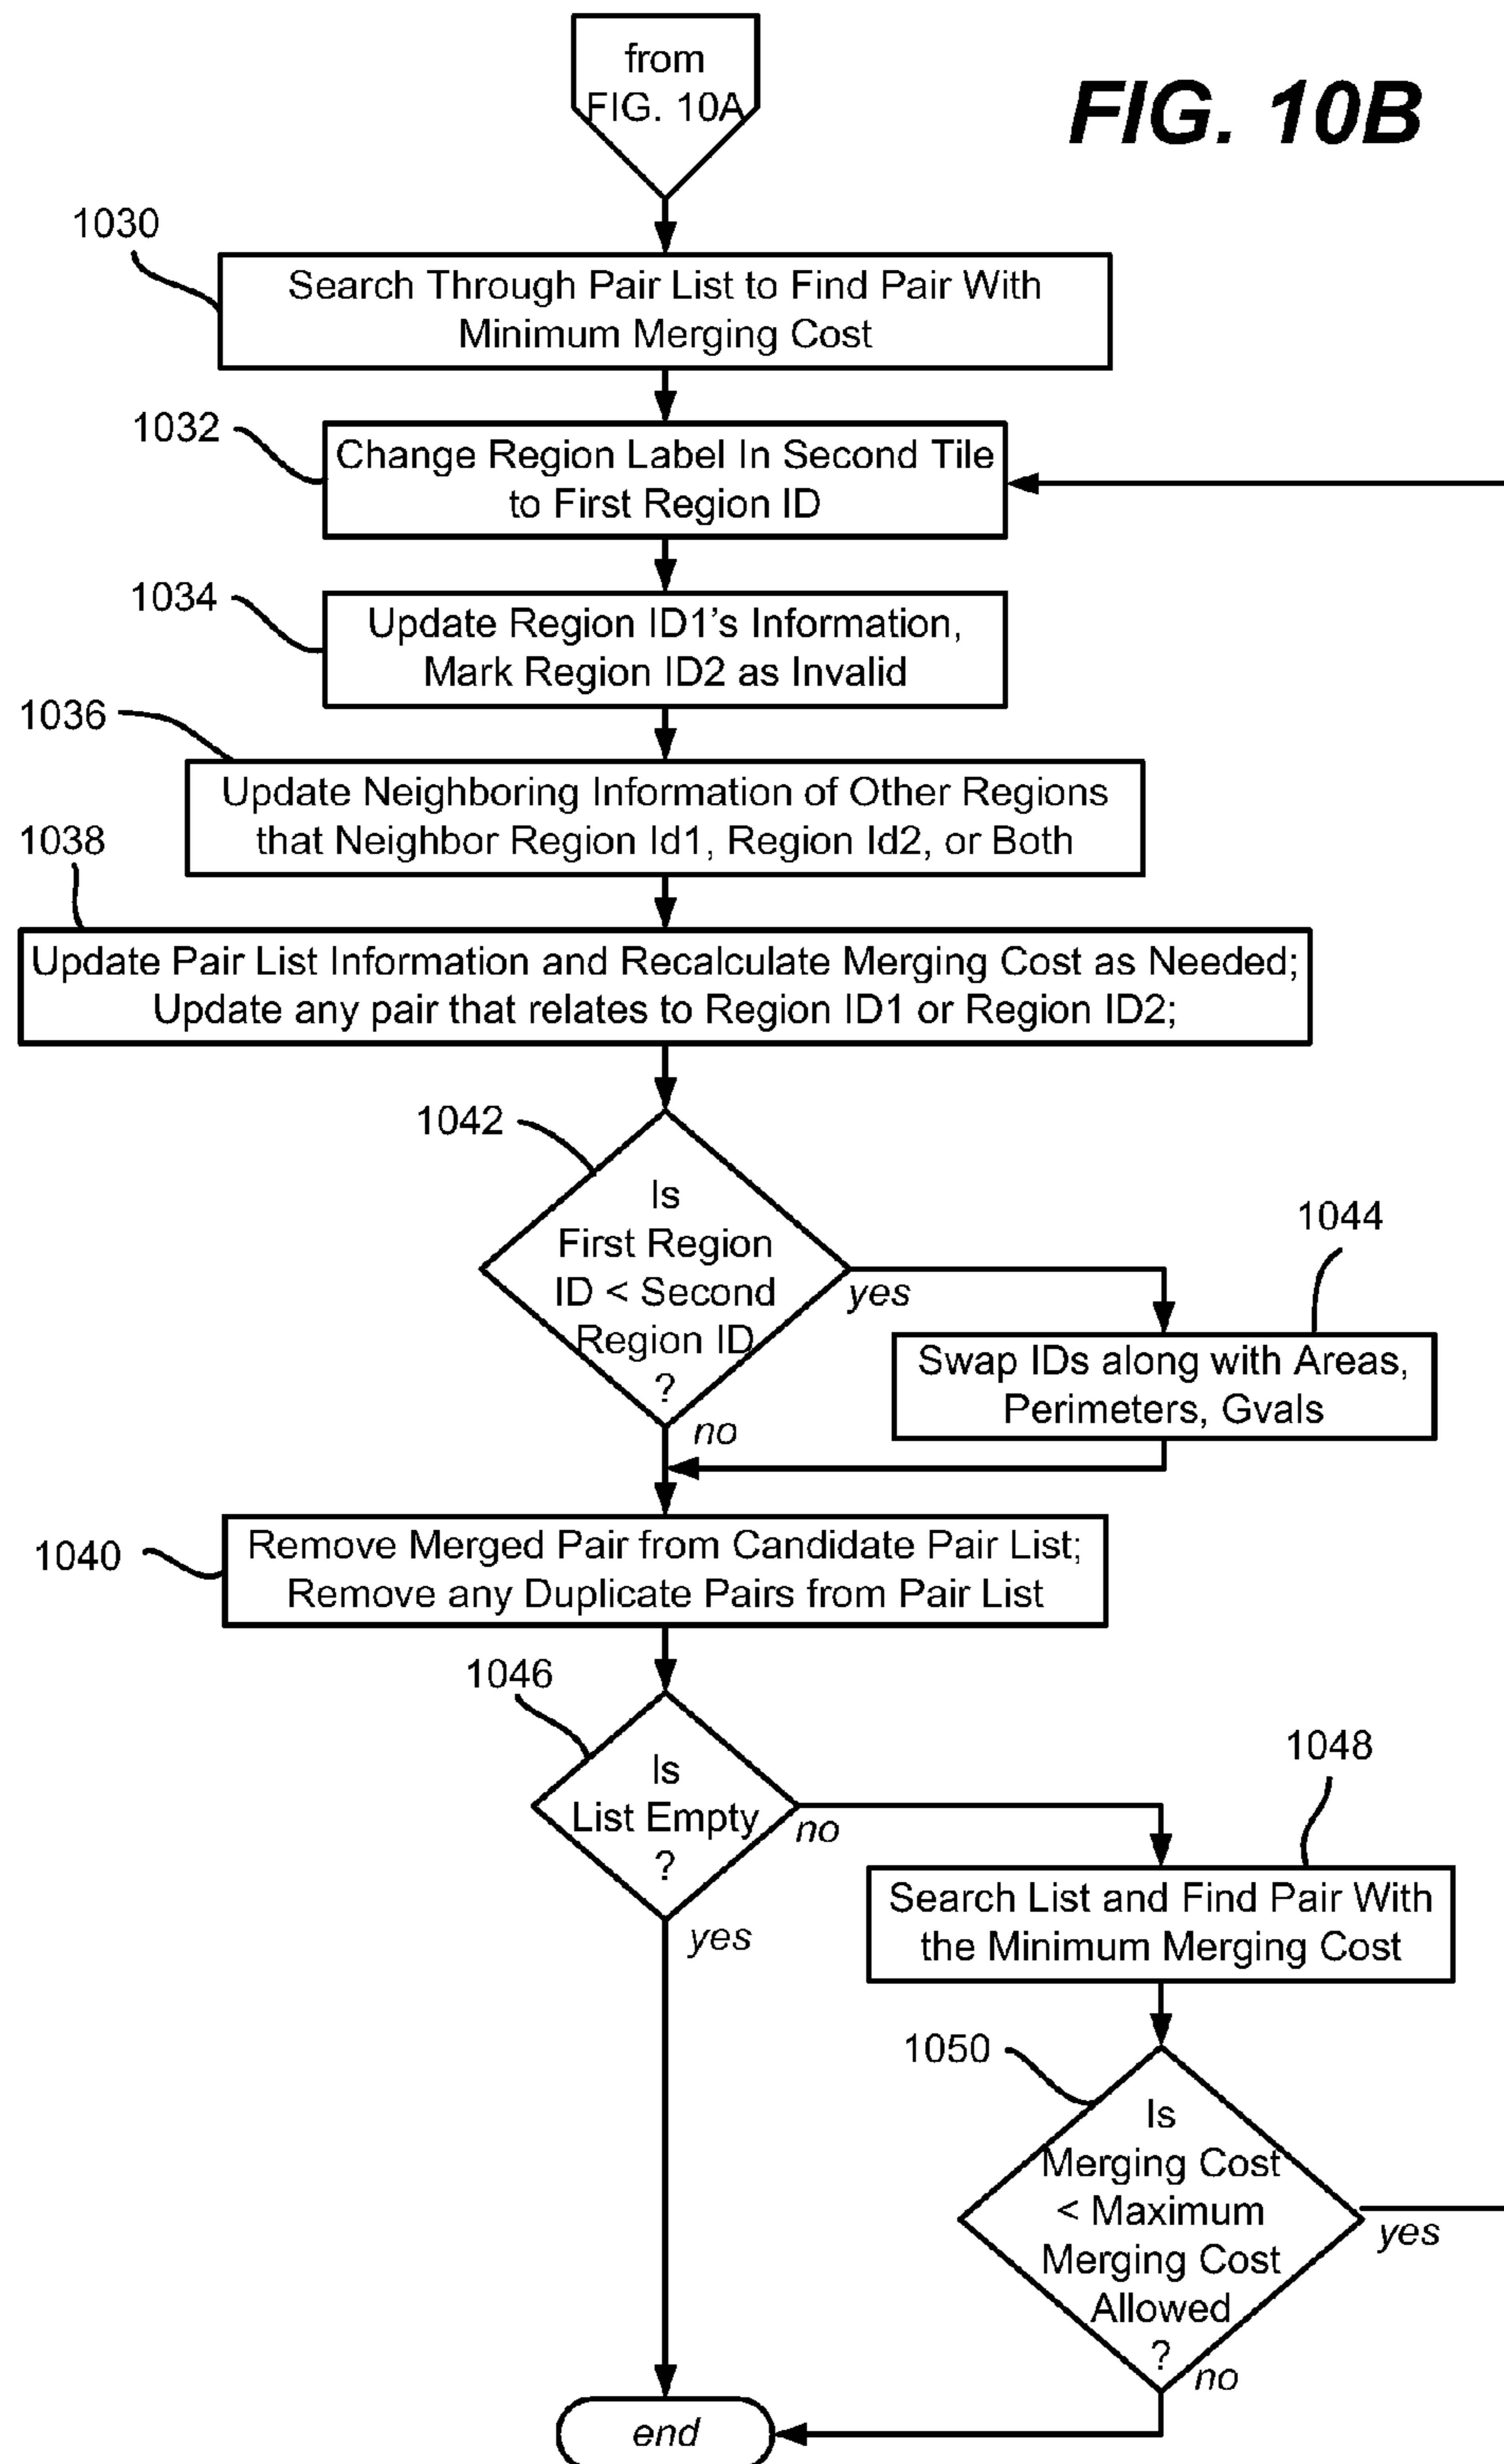 from
FIG. 10A
FIG. 10B
1030
Search Through Pair List to Find Pair With
Minimum Merging Cost
1032
Change Region Label In Second Tile
to First Region ID
1034
Update Region ID1's Information,
Mark Region ID2 as Invalid
1036
Update Neighboring Information of Other Regions
that Neighbor Region Id1, Region Id2, or Both
1038
Update Pair List Information and Recalculate Merging Cost as Needed;
Update any pair that relates to Region ID1 or Region ID2;
1042
Is
First Region
ID < Second
Region ID
?
yes
no
1044
Swap IDs along with Areas,
Perimeters, Gvals
1040
Remove Merged Pair from Candidate Pair List;
Remove any Duplicate Pairs from Pair List
1046
Is
List Empty
?
no
yes
1048
Search List and Find Pair With
the Minimum Merging Cost
1050
Is
Merging Cost
< Maximum
Merging Cost
Allowed
?
yes
no
end